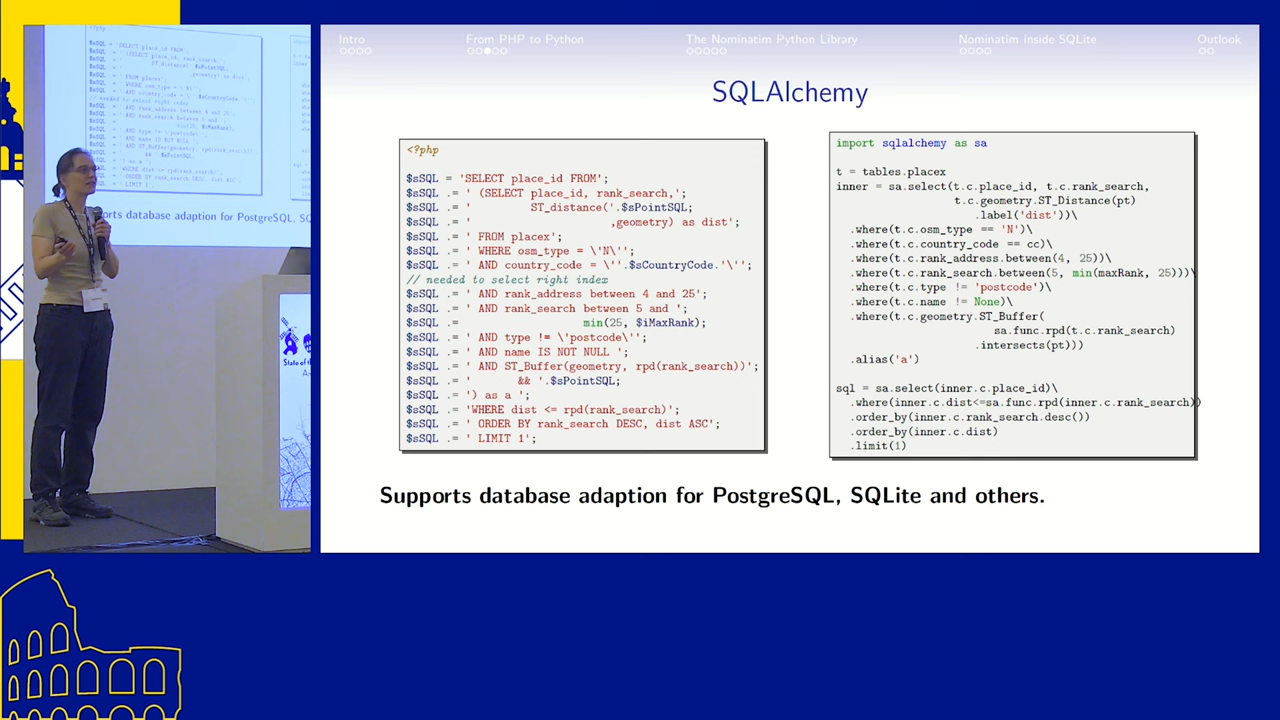 Intro
From PHP to Python
The Nominatim Python Library
Nominatim inside SQLite
Outlook
SQLAlchemy
<?php
$sSQL = 'SELECT place_id FROM';
$sSQL .= ' (SELECT place_id, rank_search,';
$sSQL .= '         ST_distance('.$sPointSQL;
$sSQL .= '                     ,geometry) as dist';
$sSQL .= ' FROM placex';
$sSQL .= ' WHERE osm_type = \'N\'';
$sSQL .= ' AND country_code = \''.$sCountryCode.'\'';
// needed to select right index
$sSQL .= ' AND rank_address between 4 and 25';
$sSQL .= ' AND rank_search between 5 and ';
$sSQL .=                 min(25, $iMaxRank);
$sSQL .= ' AND type != \'postcode\'';
$sSQL .= ' AND name IS NOT NULL ';
$sSQL .= ' AND ST_Buffer(geometry, rpd(rank_search))';
$sSQL .= '       && '.$sPointSQL;
$sSQL .= ') as a ';
$sSQL .= 'WHERE dist <= rpd(rank_search)';
$sSQL .= ' ORDER BY rank_search DESC, dist ASC';
$sSQL .= ' LIMIT 1';
import sqlalchemy as sa
t = tables.placex
inner = sa.select(t.c.place_id, t.c.rank_search,
                  t.c.geometry.ST_Distance(pt)
                     .label('dist'))\
  .where(t.c.osm_type == 'N')\
  .where(t.c.country_code == cc)\
  .where(t.c.rank_address.between(4, 25))\
  .where(t.c.rank_search.between(5, min(maxRank, 25)))\
  .where(t.c.type != 'postcode')\
  .where(t.c.name != None)\
  .where(t.c.geometry.ST_Buffer(
                        sa.func.rpd(t.c.rank_search)
                     .intersects(pt)))
  .alias('a')
sql = sa.select(inner.c.place_id)\
  .where(inner.c.dist<=sa.func.rpd(inner.c.rank_search))
  .order_by(inner.c.rank_search.desc())
  .order_by(inner.c.dist)
  .limit(1)
Supports database adaption for PostgreSQL, SQLite and others.